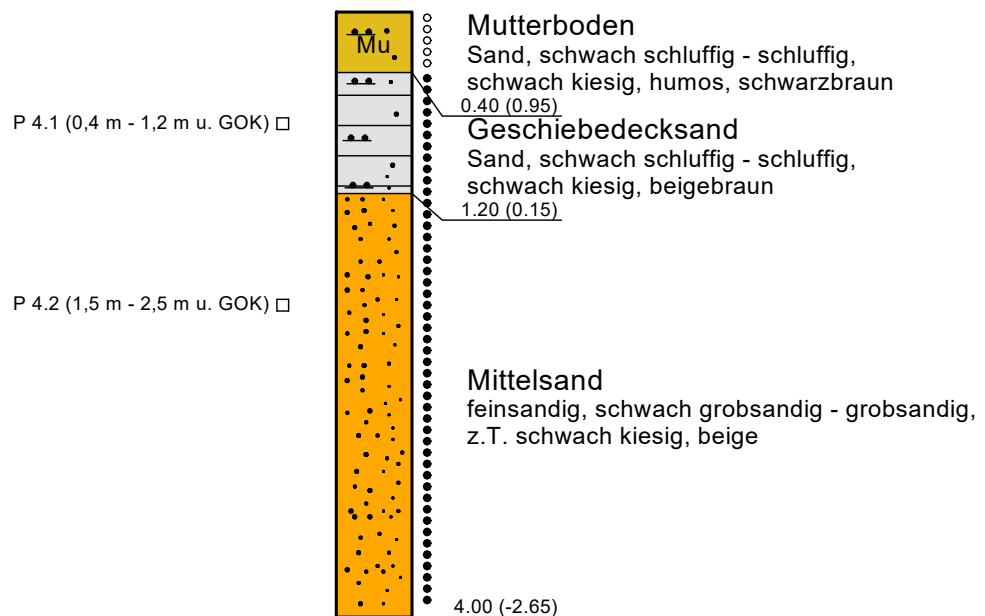 Mu
Mutterboden
Sand, schwach schluffig - schluffig,
schwach kiesig, humos, schwarzbraun
0.40 (0.95)
P 4.1 (0,4 m - 1,2 m u. GOK)
Geschiebedecksand
Sand, schwach schluffig - schluffig,
schwach kiesig, beigebraun
1.20 (0.15)
P 4.2 (1,5 m - 2,5 m u. GOK)
Mittelsand
feinsandig, schwach grobsandig - grobsandig,
z.T. schwach kiesig, beige
4.00 (-2.65)